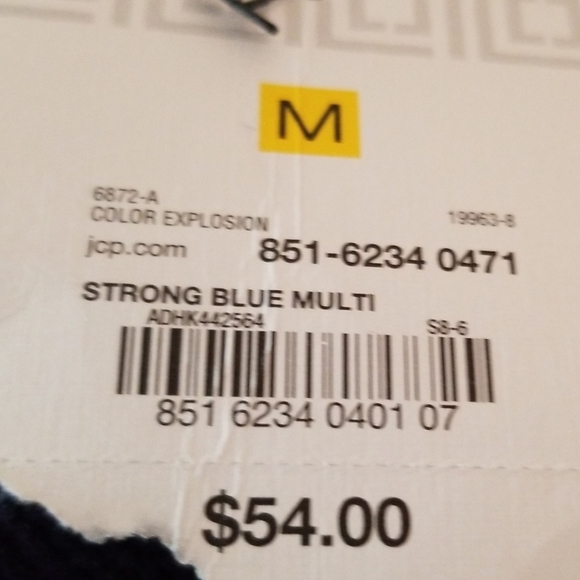 M
6872-A
COLOR EXPLOSION 19963-8
jcp.com 851-6234 0471
STRONG BLUE MULTI
ADHK442564 S8-6
851 6234 0401 07
$54.00